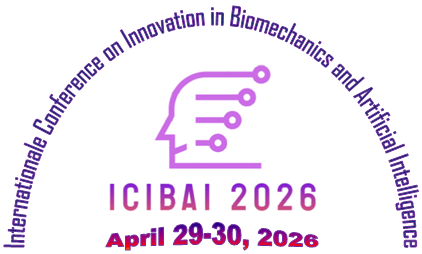 Internationale Conference on Innovation in Biomechanics and Artificial Intelligence
ICIBAI 2026
April 29-30, 2026